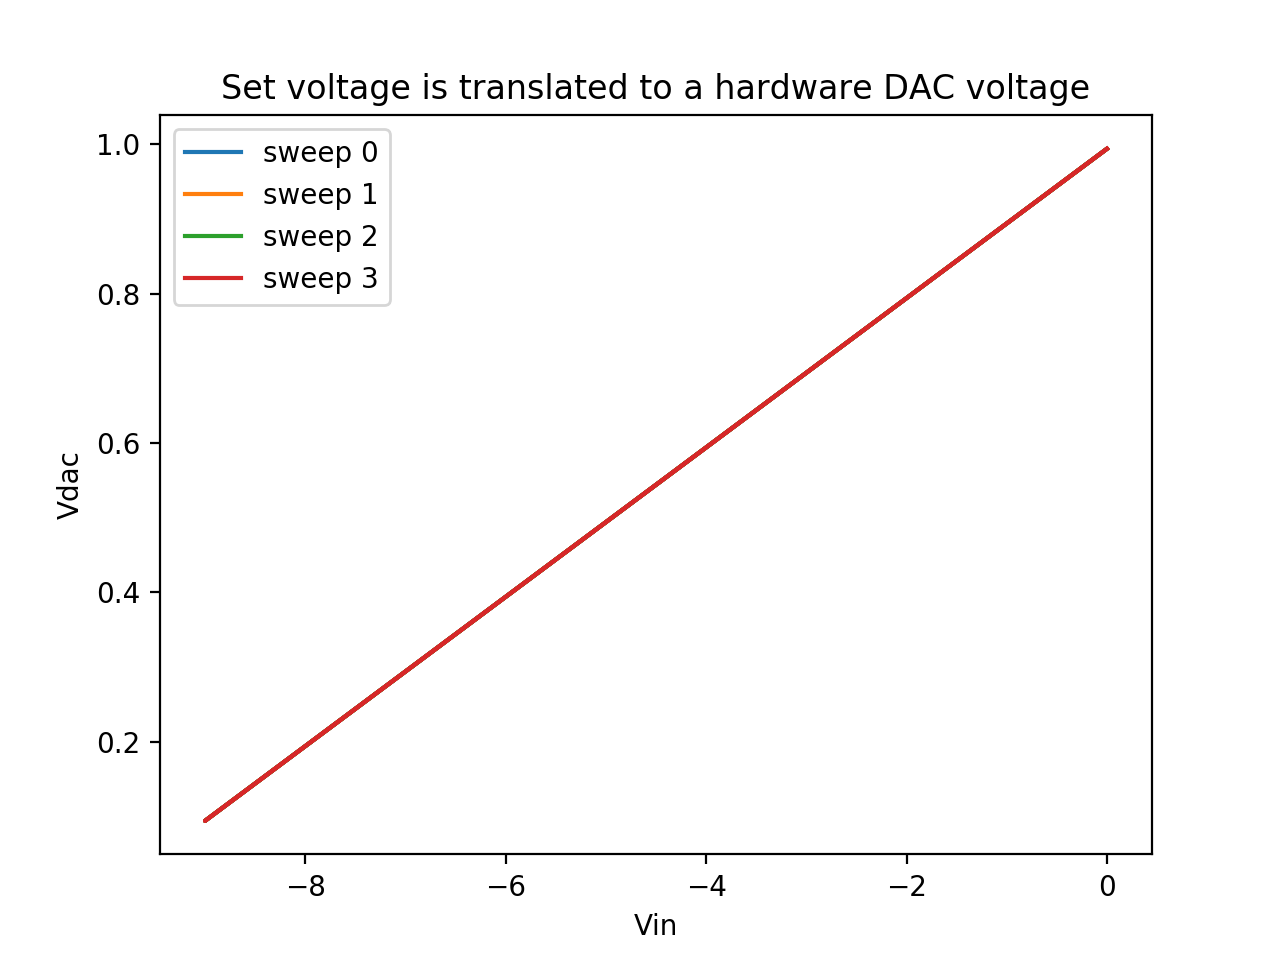 Set voltage is translated to a hardware DAC voltage
sweep 0
sweep 1
sweep 2
sweep 3
1.0
0.8
0.6
0.4
0.2
Vdac
−8
−6
−4
−2
0
Vin